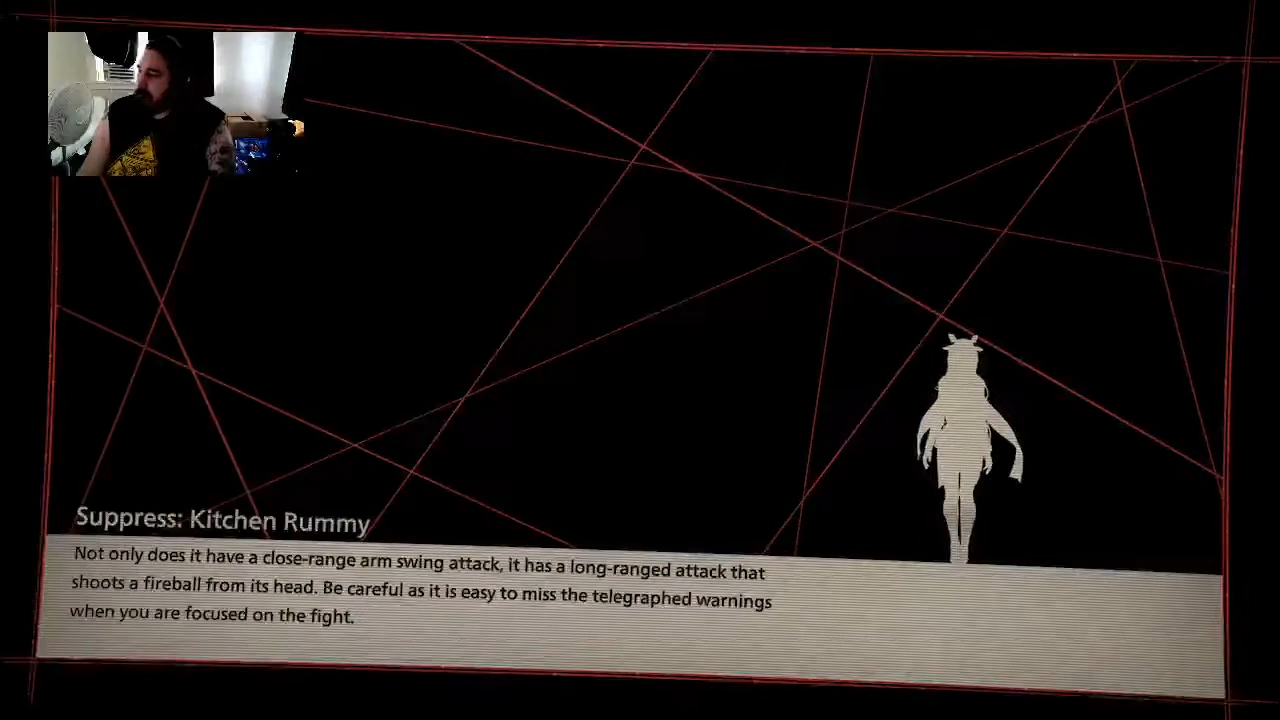 Suppress: Kitchen Rummy
Not only does it have a close-range arm swing attack, it has a long-ranged attack that
shoots a fireball from its head. Be careful as it is easy to miss the telegraphed warnings
when you are focused on the fight.